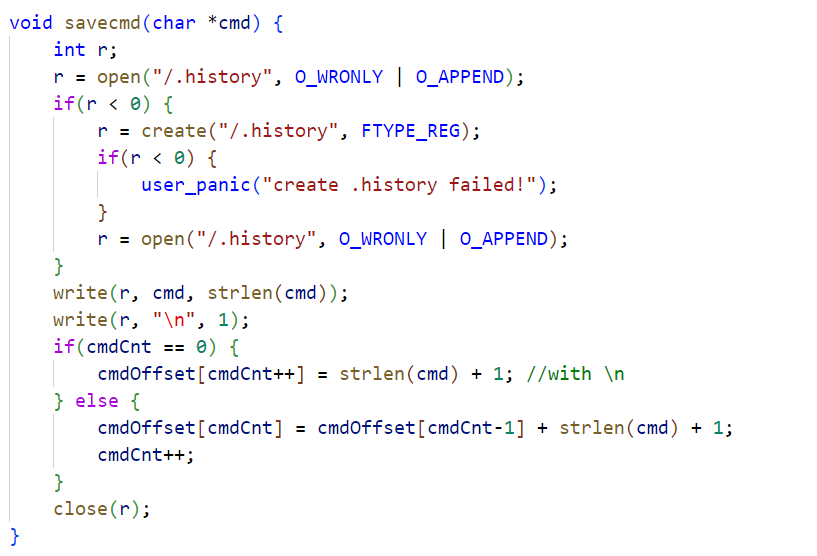 void savecmd(char *cmd) {
    int r;
    r = open("/.history", O_WRONLY | O_APPEND);
    if(r < 0) {
        r = create("/.history", FTYPE_REG);
        if(r < 0) {
            user_panic("create .history failed!");
        }
        r = open("/.history", O_WRONLY | O_APPEND);
    }
    write(r, cmd, strlen(cmd));
    write(r, "\n", 1);
    if(cmdCnt == 0) {
        cmdOffset[cmdCnt++] = strlen(cmd) + 1; //with \n
    } else {
        cmdOffset[cmdCnt] = cmdOffset[cmdCnt-1] + strlen(cmd) + 1;
        cmdCnt++;
    }
    close(r);
}